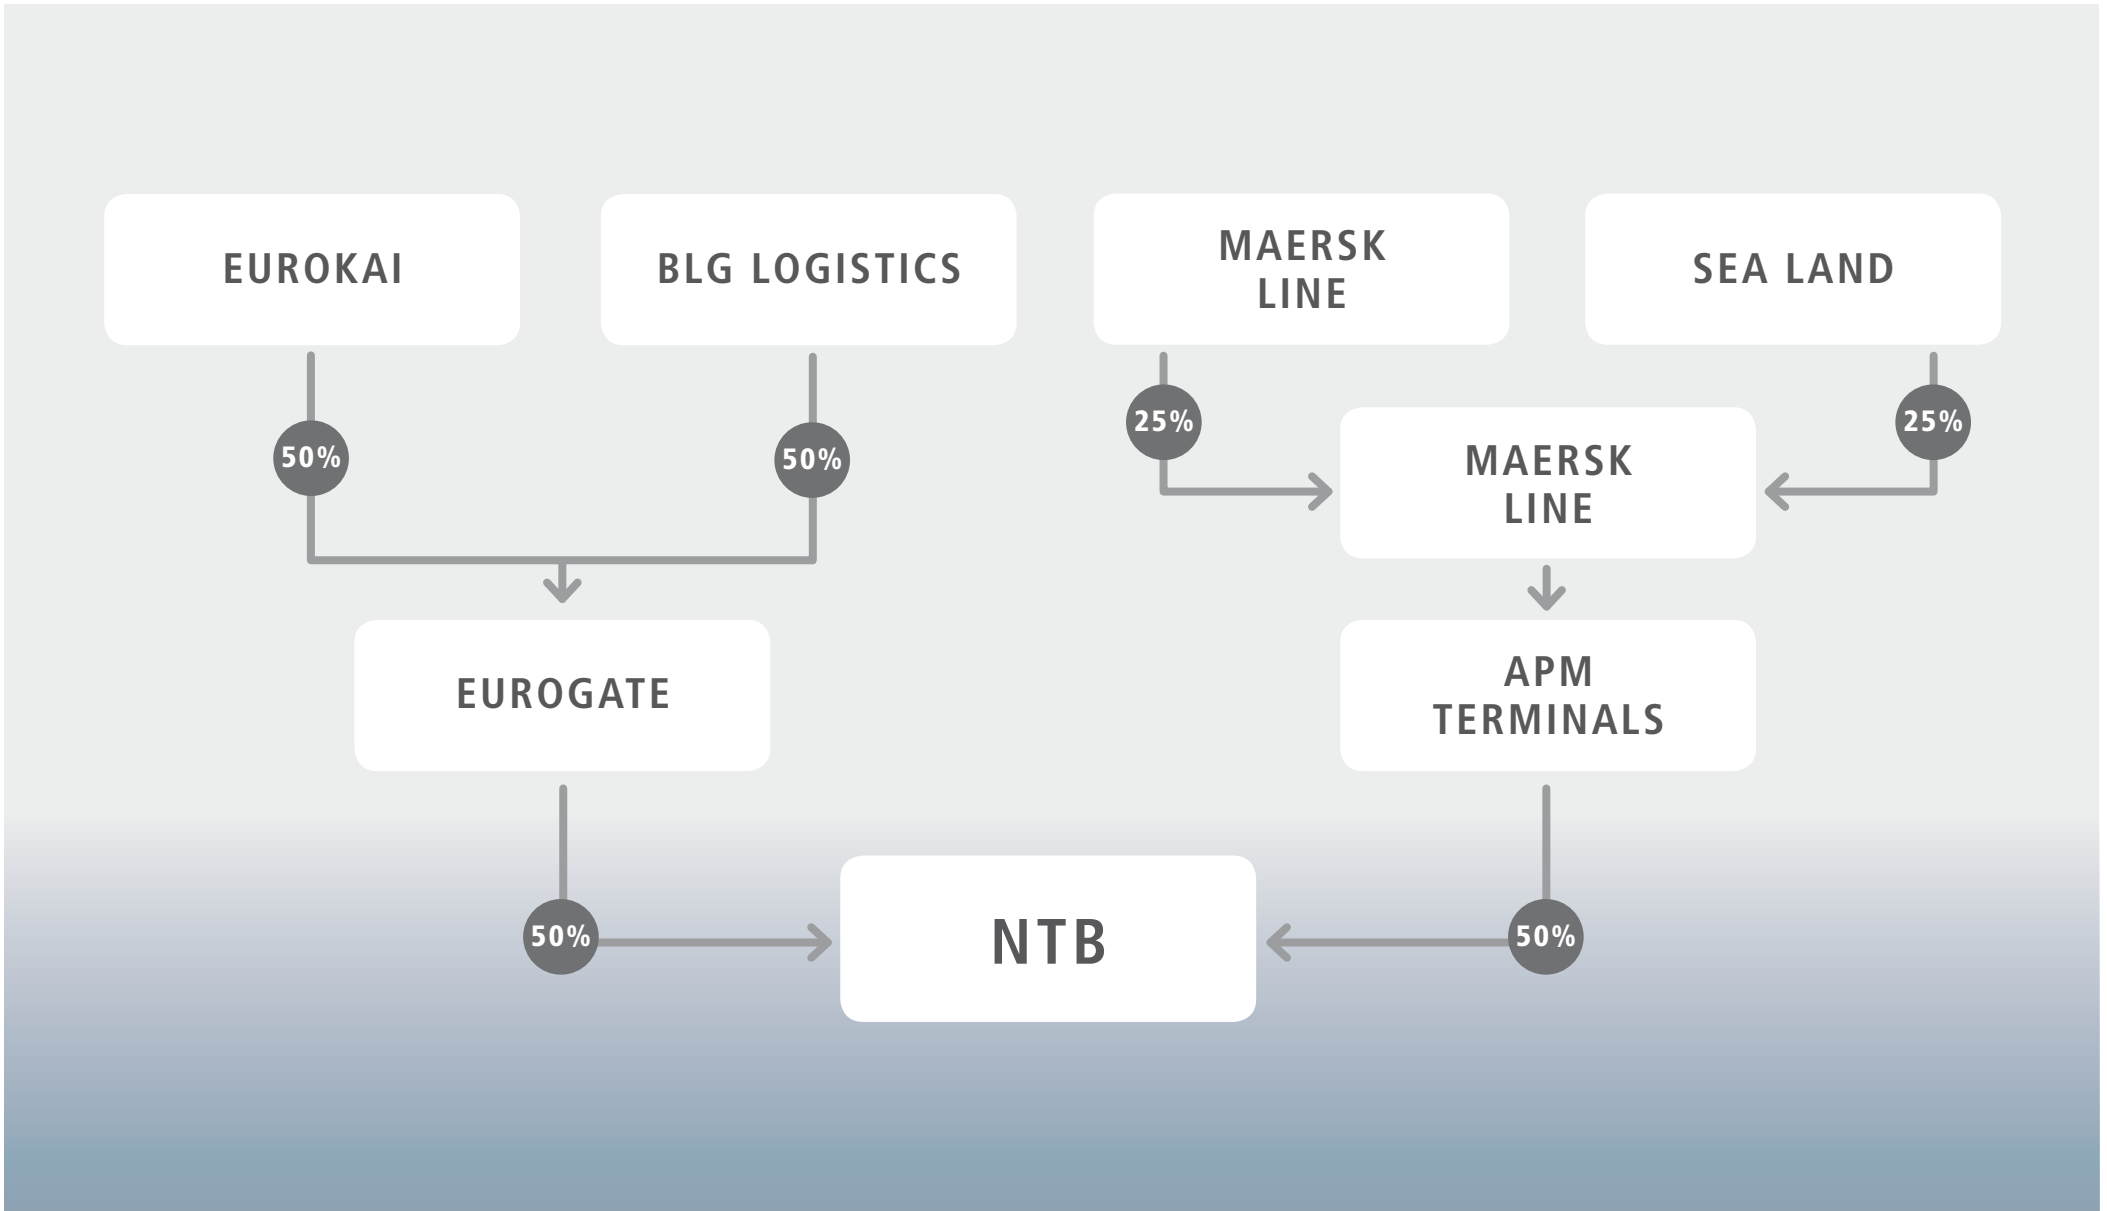 EUROKAI
BLG LOGISTICS
MAERSK
LINE
SEA LAND
50%
50%
25%
25%
MAERSK
LINE
EUROGATE
APM
TERMINALS
50%
NTB
50%